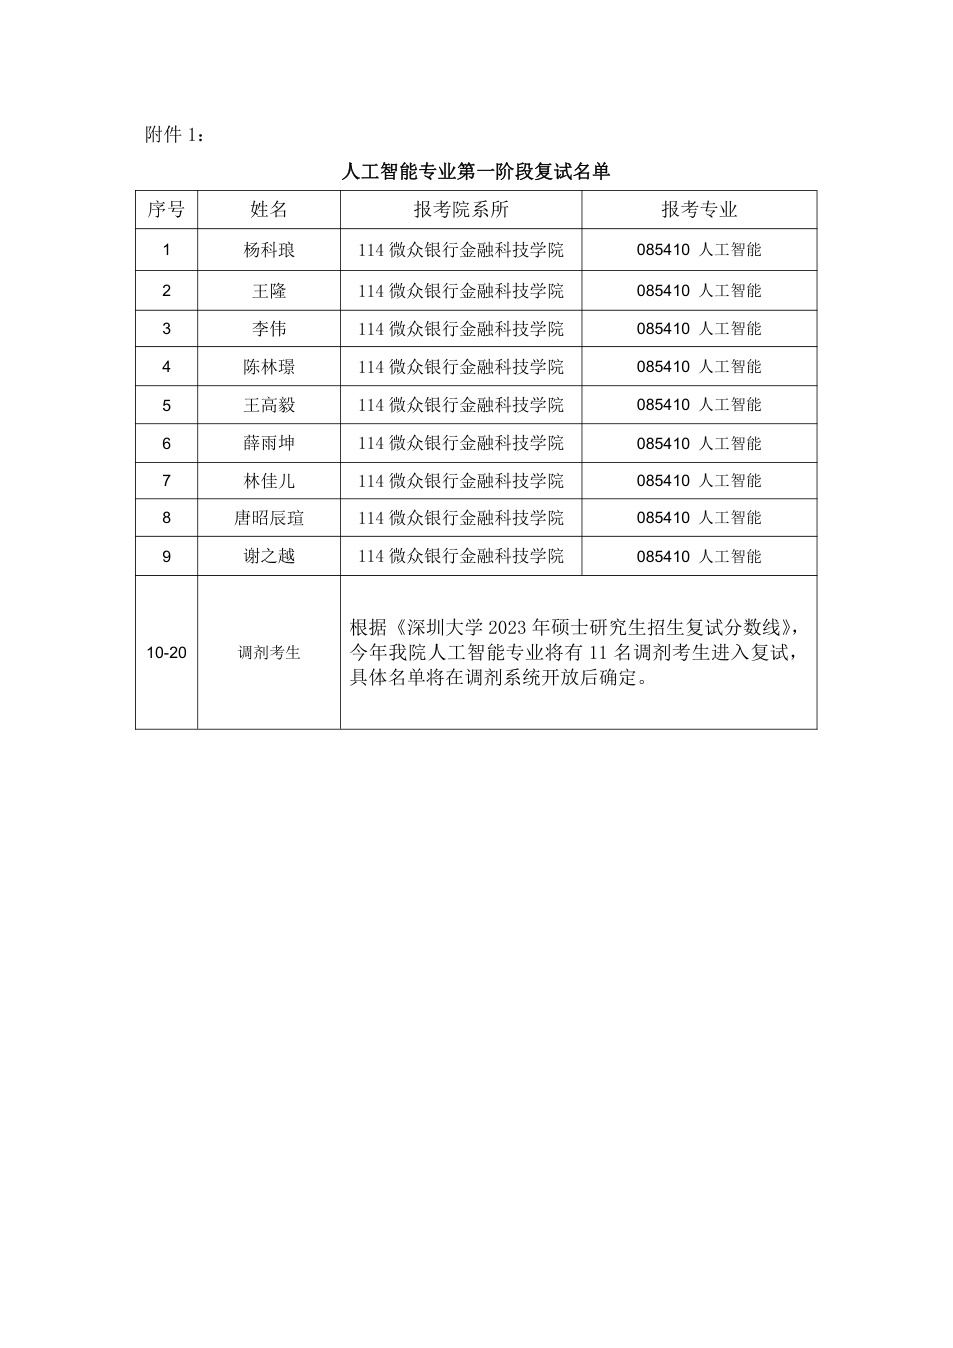 附件 1：
人工智能专业第一阶段复试名单
序号 姓名 报考院系所 报考专业
1 杨科琅 114 微众银行金融科技学院 085410 人工智能
2 王隆 114 微众银行金融科技学院 085410 人工智能
3 李伟 114 微众银行金融科技学院 085410 人工智能
4 陈林璟 114 微众银行金融科技学院 085410 人工智能
5 王高毅 114 微众银行金融科技学院 085410 人工智能
6 薛雨坤 114 微众银行金融科技学院 085410 人工智能
7 林佳儿 114 微众银行金融科技学院 085410 人工智能
8 唐昭辰瑄 114 微众银行金融科技学院 085410 人工智能
9 谢之越 114 微众银行金融科技学院 085410 人工智能
10-20 调剂考生
根据《深圳大学 2023 年硕士研究生招生复试分数线》，
今年我院人工智能专业将有 11 名调剂考生进入复试，
具体名单将在调剂系统开放后确定。